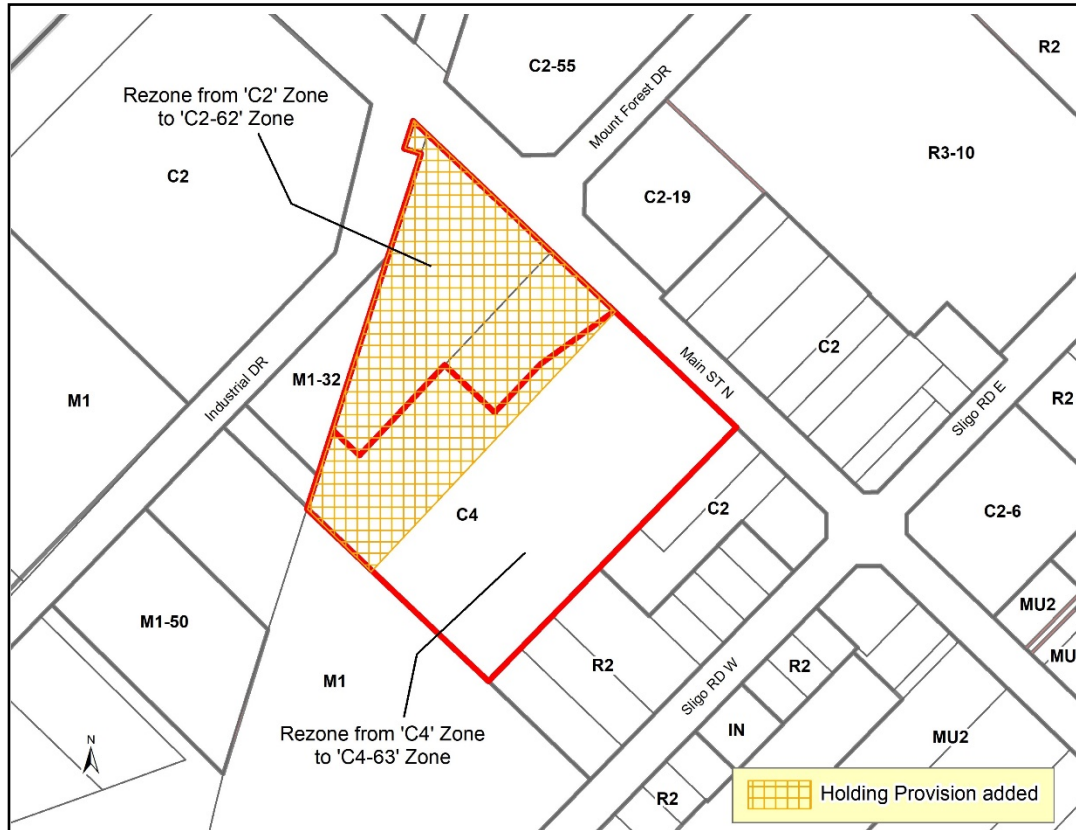 C2-55
R2
Rezone from 'C2' Zone
to 'C2-62' Zone
Mount Forest DR
R3-10
C2
C2-19
Main ST N
C2
M1-32
Industrial DR
M1
Sligo RD E
R2
C4
C2
C2-6
M1-50
MU2
MU
R2
R2
M1
Sligo RD W
Rezone from 'C4' Zone
to 'C4-63' Zone
IN
MU2
N
R2
Holding Provision added